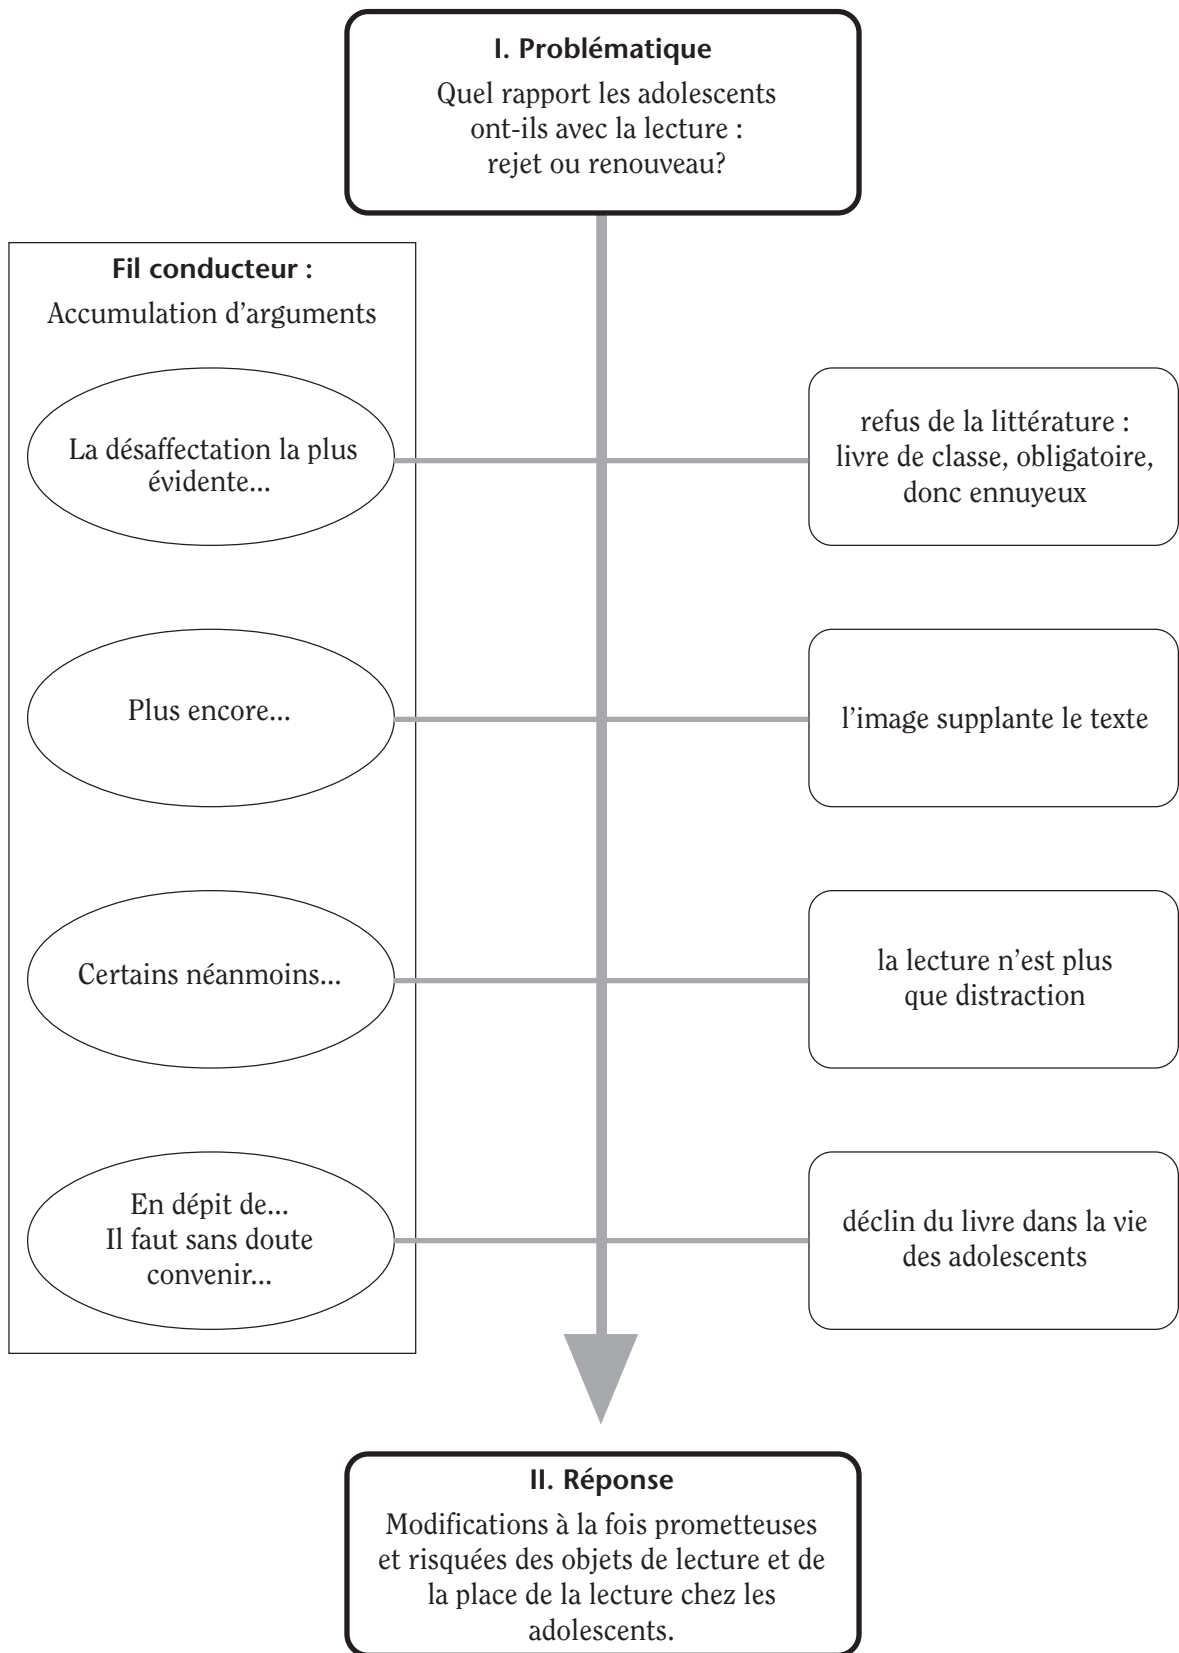 I. Problématique
Quel rapport les adolescents
ont-ils avec la lecture :
rejet ou renouveau?
Fil conducteur :
Accumulation d’arguments
La désaffectation la plus
évidente...
refus de la littérature :
livre de classe, obligatoire,
donc ennuyeux
Plus encore...
l’image supplante le texte
Certains néanmoins...
la lecture n’est plus
que distraction
En dépit de...
Il faut sans doute
convenir...
déclin du livre dans la vie
des adolescents
II. Réponse
Modifications à la fois prometteuses
et risquées des objets de lecture et de
la place de la lecture chez les
adolescents.